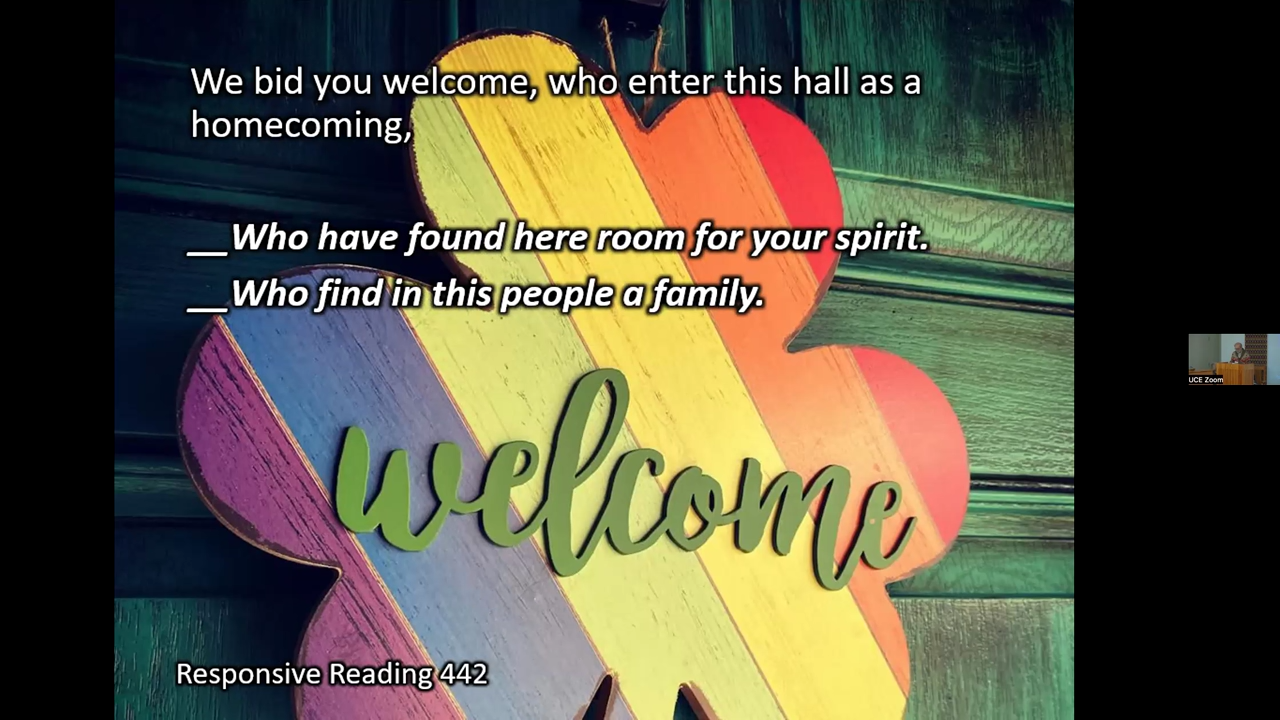 We bid you welcome, who enter this hall as a
homecoming,
__Who have found here room for your spirit.
__Who find in this people a family.
welcome
Responsive Reading 442
UCE Zoom